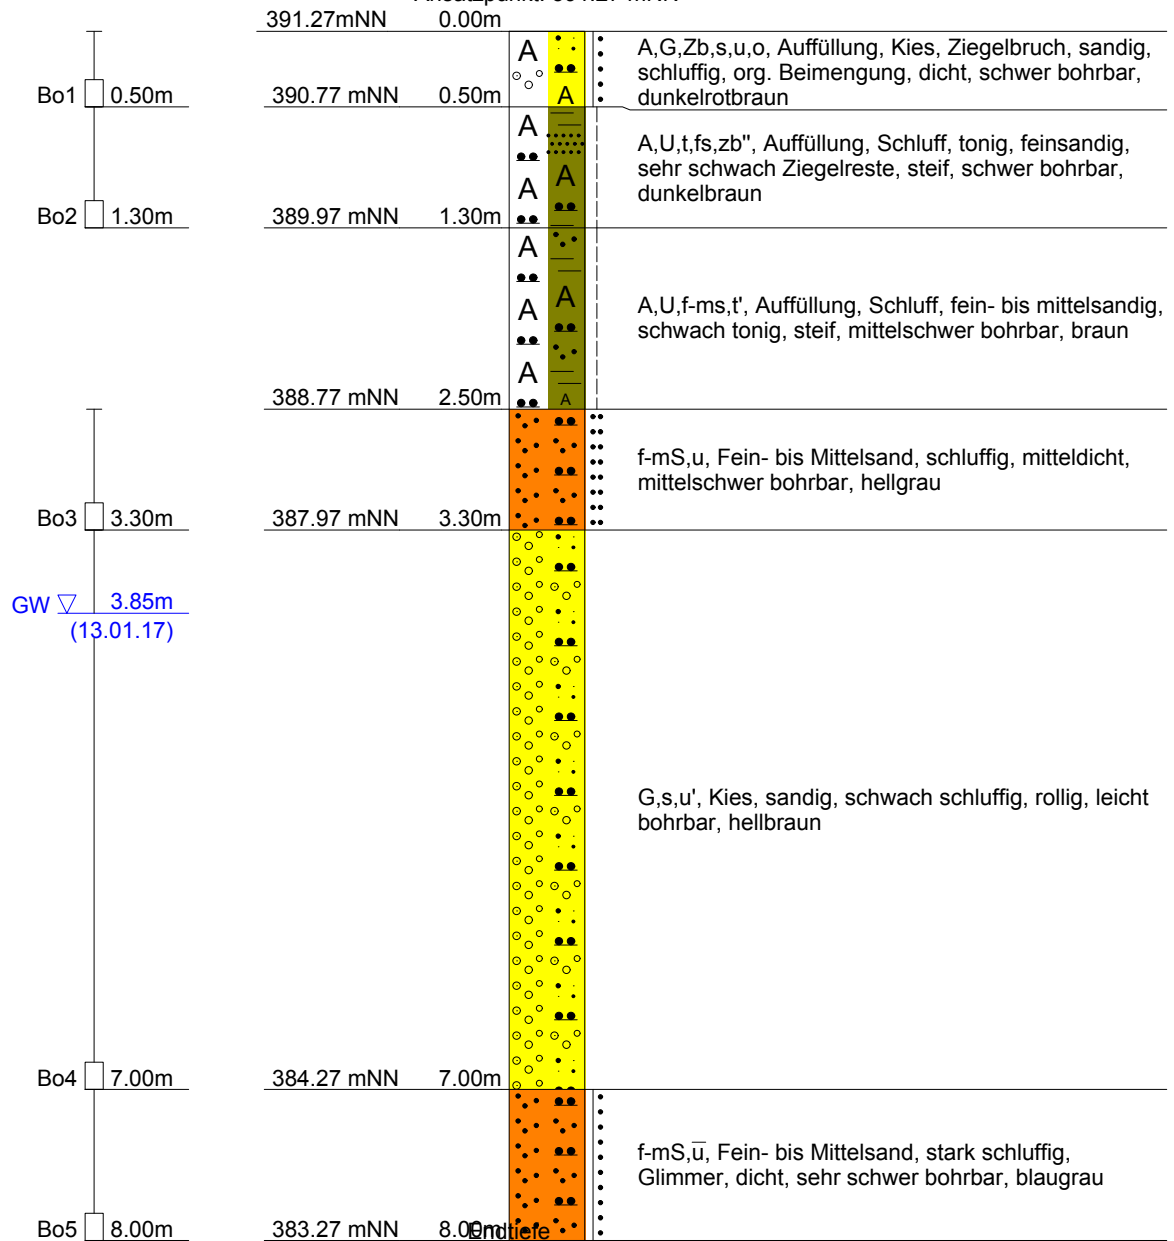 391.27mNN 0.00m
A
A
A,G,Zb,s,u,o, Auffüllung, Kies, Ziegelbruch, sandig,
schluffig, org. Beimengung, dicht, schwer bohrbar,
dunkelrotbraun
Bo1 0.50m 390.77 mNN 0.50m
A
A
A
A,U,t,fs,zb", Auffüllung, Schluff, tonig, feinsandig,
sehr schwach Ziegelreste, steif, schwer bohrbar,
dunkelbraun
Bo2 1.30m 389.97 mNN 1.30m
A
A
A
A
A
A,U,f-ms,t', Auffüllung, Schluff, fein- bis mittelsandig,
schwach tonig, steif, mittelschwer bohrbar, braun
388.77 mNN 2.50m
f-mS,u, Fein- bis Mittelsand, schluffig, mitteldicht,
mittelschwer bohrbar, hellgrau
Bo3 3.30m 387.97 mNN 3.30m
GW 3.85m
(13.01.17)
G,s,u', Kies, sandig, schwach schluffig, rollig, leicht
bohrbar, hellbraun
Bo4 7.00m 384.27 mNN 7.00m
f-mS,u̅, Fein- bis Mittelsand, stark schluffig,
Glimmer, dicht, sehr schwer bohrbar, blaugrau
Bo5 8.00m 383.27 mNN 8.00m
Endtiefe